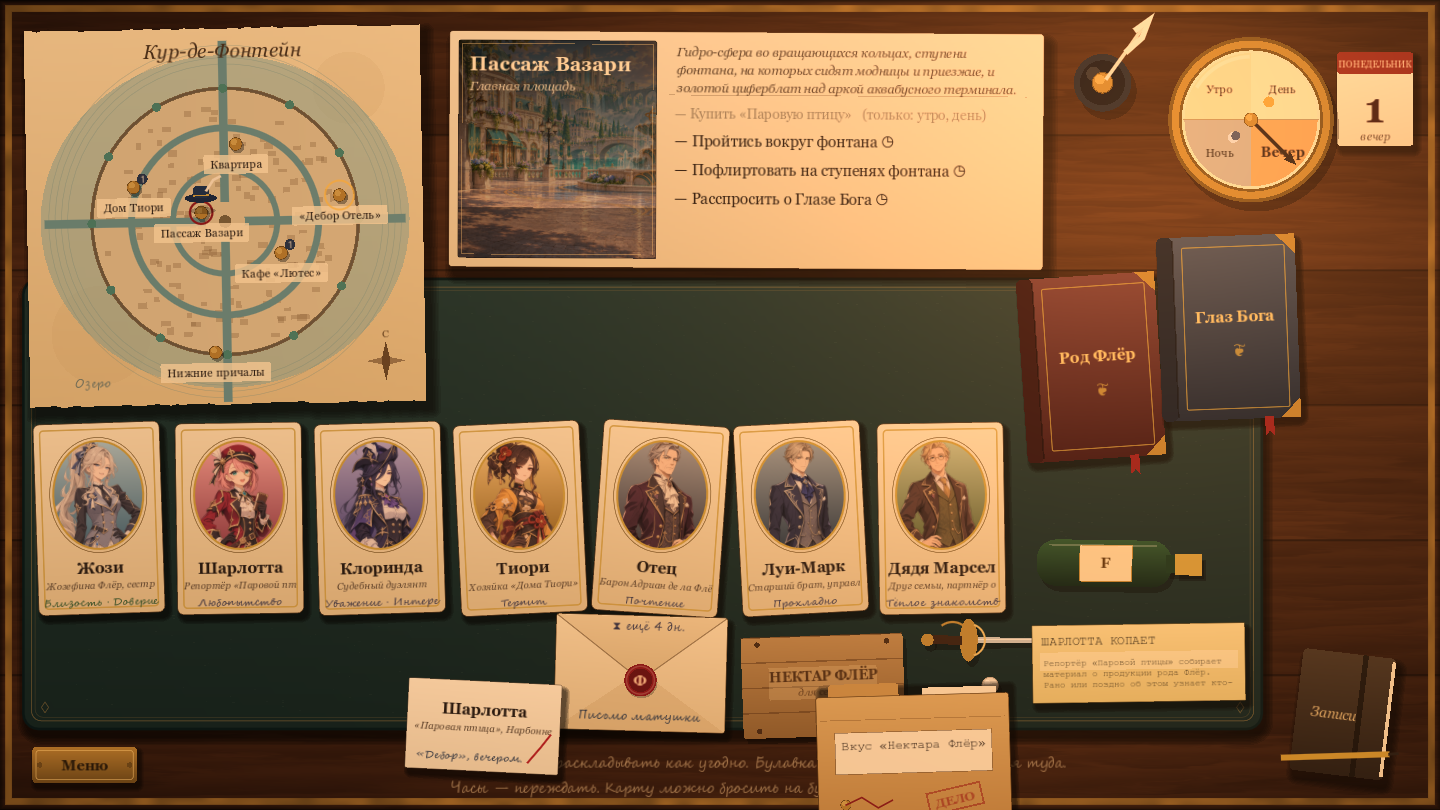 Кур-де-Фонтейн
Квартира
Дом Тиори
1
Пассаж Вазари
«Дебор Отель»
1
Кафе «Лютес»
Нижние причалы
Озеро
С
Пассаж Вазари
Главная площадь
Гидро-сфера во вращающихся кольцах, ступени
фонтана, на которых сидят модницы и приезжие, и
золотой циферблат над аркой аквабусного терминала.
— Купить «Паровую птицу» (только: утро, день)
— Пройтись вокруг фонтана
— Пофлиртовать на ступенях фонтана
— Расспросить о Глазе Бога
Утро
День
Ночь
Вечер
ПОНЕДЕЛЬНИК
1
вечер
Род Флёр
Глаз Бога
Жози
Жозефина Флёр, сестр
Близость · Доверие
Шарлотта
Репортёр «Паровой пт
Любопытство
Клоринда
Судебный дуэлянт
Уважение · Интере
Тиори
Хозяйка «Дома Тиори»
Терпит
Отец
Барон Адриан де ла Флё
Почтение
Луи-Марк
Старший брат, управл
Прохладно
Дядя Марсел
Друг семьи, партнёр о
Тёплое знакомств
F
ещё 4 дн.
Ф
Письмо матушки
Шарлотта
«Паровая птица», Нарбонне
«Дебор», вечером.
НЕКТАР ФЛЁР
для
Вкус «Нектара Флёр»
ДЕЛО
ШАРЛОТТА КОПАЕТ
Репортёр «Паровой птицы» собирает
материал о продукции рода Флёр.
Рано или поздно об этом узнает кто-
Записи
Меню
раскладывать как угодно. Булавка туда.
Часы — переждать. Карту можно бросить на